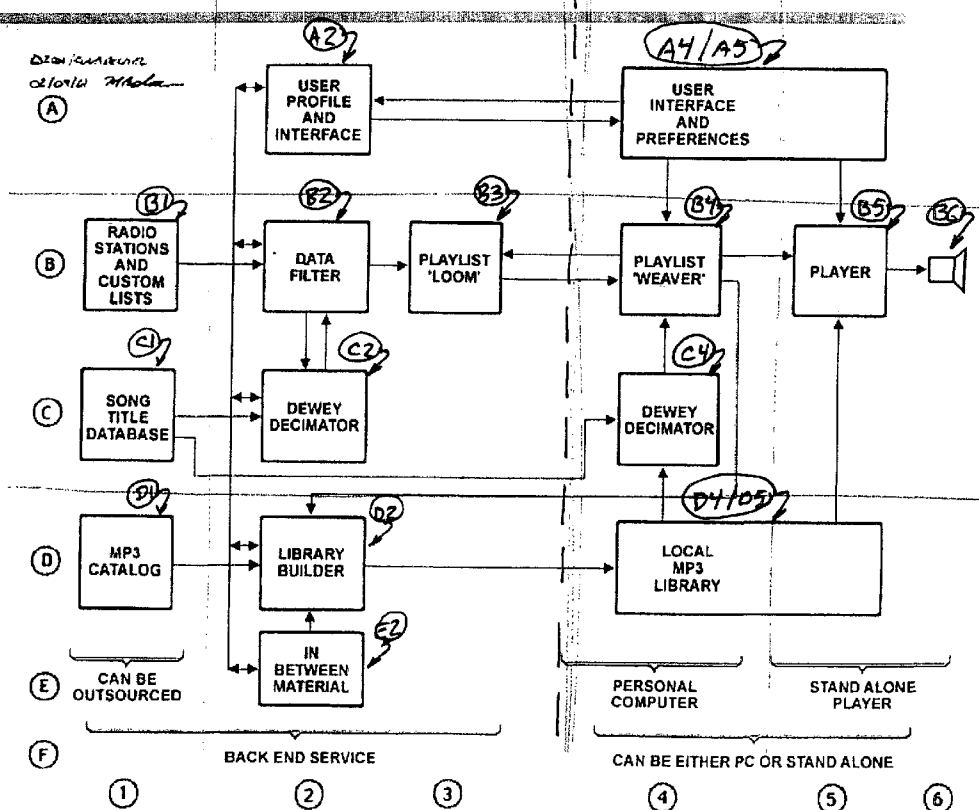 A2
A4/A5
02/09/01
A
USER
PROFILE
AND
INTERFACE
USER
INTERFACE
AND
PREFERENCES
B1
B2
B3
B4
B5
B6
B
RADIO
STATIONS
AND
CUSTOM
LISTS
DATA
FILTER
PLAYLIST
'LOOM'
PLAYLIST
'WEAVER'
PLAYER
C1
C2
C4
C
SONG
TITLE
DATABASE
DEWEY
DECIMATOR
DEWEY
DECIMATOR
D1
D2
D4/D5
D
MP3
CATALOG
LIBRARY
BUILDER
LOCAL
MP3
LIBRARY
E2
IN
BETWEEN
MATERIAL
E
CAN BE
OUTSOURCED
PERSONAL
COMPUTER
STAND ALONE
PLAYER
F
BACK END SERVICE
CAN BE EITHER PC OR STAND ALONE
1
2
3
4
5
6